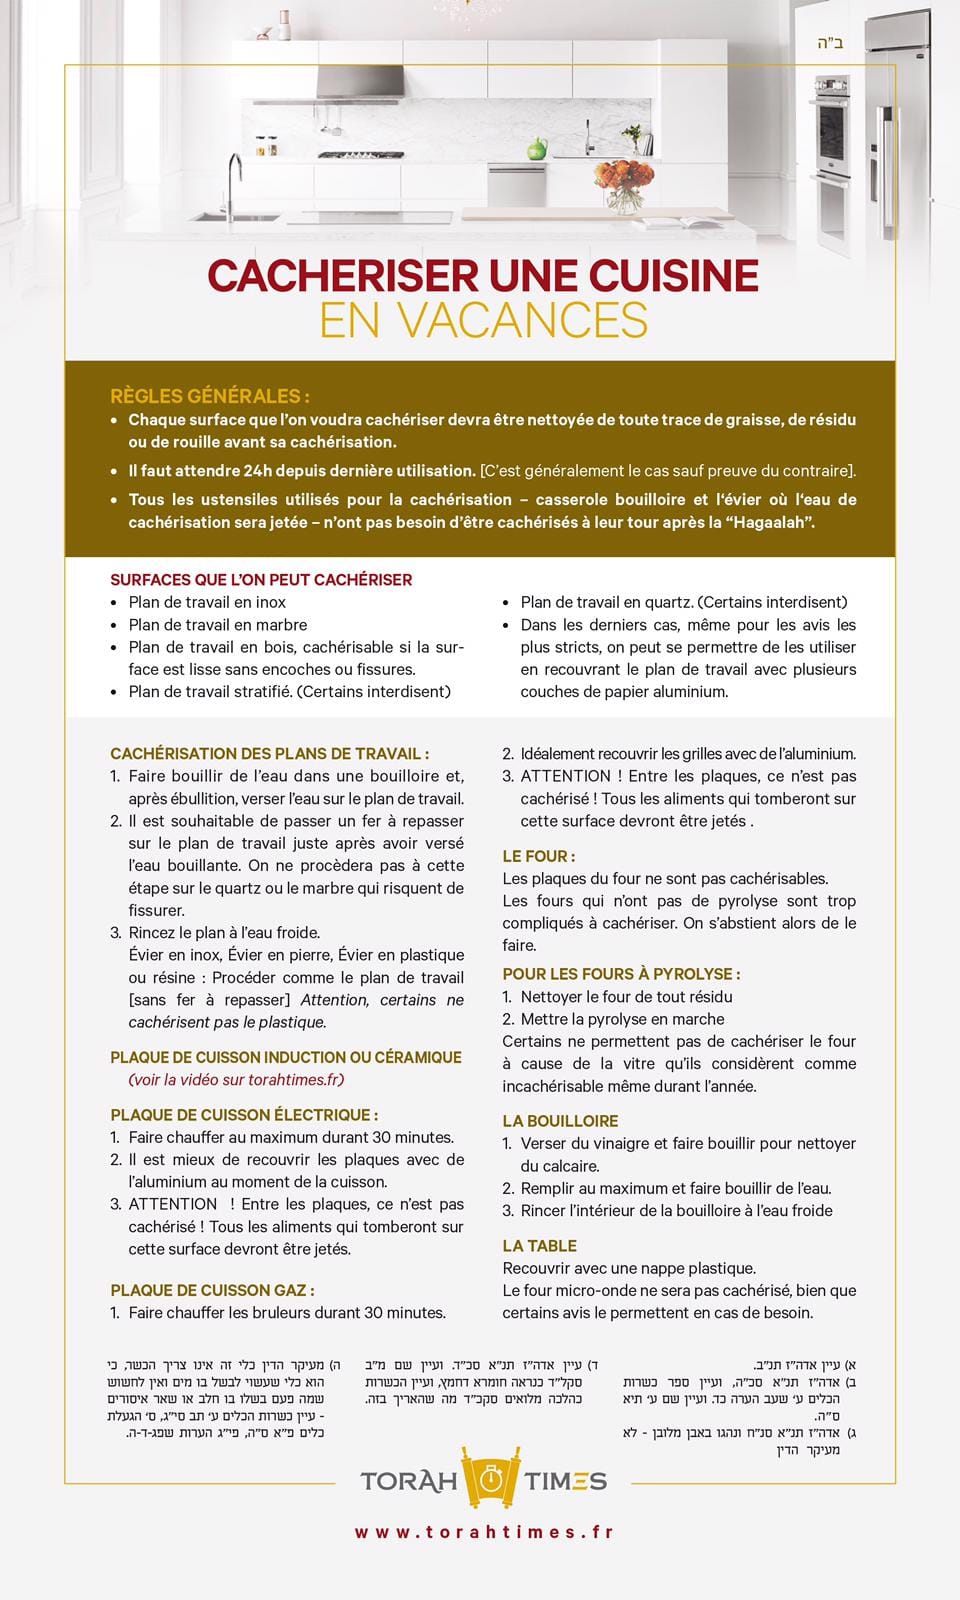 ב"ה
CACHERISER UNE CUISINE
EN VACANCES
RÈGLES GÉNÉRALES :
• Chaque surface que l'on voudra cachériser devra être nettoyée de toute trace de graisse, de résidu
ou de rouille avant sa cachérisation.
• Il faut attendre 24h depuis dernière utilisation. [C'est généralement le cas sauf preuve du contraire].
• Tous les ustensiles utilisés pour la cachérisation – casserole bouilloire et l'évier où l'eau de
cachérisation sera jetée – n'ont pas besoin d'être cachérisés à leur tour après la "Hagaalah".
SURFACES QUE L'ON PEUT CACHÉRISER
• Plan de travail en inox
• Plan de travail en marbre
• Plan de travail en bois, cachérisable si la sur-
face est lisse sans encoches ou fissures.
• Plan de travail stratifié. (Certains interdisent)
• Plan de travail en quartz. (Certains interdisent)
• Dans les derniers cas, même pour les avis les
plus stricts, on peut se permettre de les utiliser
en recouvrant le plan de travail avec plusieurs
couches de papier aluminium.
CACHÉRISATION DES PLANS DE TRAVAIL :
1. Faire bouillir de l'eau dans une bouilloire et,
après ébullition, verser l'eau sur le plan de travail.
2. Il est souhaitable de passer un fer à repasser
sur le plan de travail juste après avoir versé
l'eau bouillante. On ne procèdera pas à cette
étape sur le quartz ou le marbre qui risquent de
fissurer.
3. Rincez le plan à l'eau froide.
Évier en inox, Évier en pierre, Évier en plastique
ou résine : Procéder comme le plan de travail
[sans fer à repasser] Attention, certains ne
cachérisent pas le plastique.
PLAQUE DE CUISSON INDUCTION OU CÉRAMIQUE
(voir la vidéo sur torahtimes.fr)
PLAQUE DE CUISSON ÉLECTRIQUE :
1. Faire chauffer au maximum durant 30 minutes.
2. Il est mieux de recouvrir les plaques avec de
l'aluminium au moment de la cuisson.
3. ATTENTION ! Entre les plaques, ce n'est pas
cachérisé ! Tous les aliments qui tomberont sur
cette surface devront être jetés.
PLAQUE DE CUISSON GAZ :
1. Faire chauffer les bruleurs durant 30 minutes.
2. Idéalement recouvrir les grilles avec de l'aluminium.
3. ATTENTION ! Entre les plaques, ce n'est pas
cachérisé ! Tous les aliments qui tomberont sur
cette surface devront être jetés .
LE FOUR :
Les plaques du four ne sont pas cachérisables.
Les fours qui n'ont pas de pyrolyse sont trop
compliqués à cachériser. On s'abstient alors de le
faire.
POUR LES FOURS À PYROLYSE :
1. Nettoyer le four de tout résidu
2. Mettre la pyrolyse en marche
Certains ne permettent pas de cachériser le four
à cause de la vitre qu'ils considèrent comme
incachérisable même durant l'année.
LA BOUILLOIRE
1. Verser du vinaigre et faire bouillir pour nettoyer
du calcaire.
2. Remplir au maximum et faire bouillir de l'eau.
3. Rincer l'intérieur de la bouilloire à l'eau froide
LA TABLE
Recouvrir avec une nappe plastique.
Le four micro-onde ne sera pas cachérisé, bien que
certains avis le permettent en cas de besoin.
א) עיין אדה"ז תנ"ב.
ב) אדה"ז תנ"א סכ"ה, ועיין ספר כשרות
הכלים ע' שעב הערה כד. ועיין שם ע' תיא
ס"ה.
ג) אדה"ז תנ"א סנ"ח ונהגו באבן מלובן - לא
מעיקר הדין
ד) עיין אדה"ז תנ"א סכ"ד. ועיין שם מ"ב
סקל"ד כנראה חומרא דחמץ, ועיין הכשרות
כהלכה מלואים סקכ"ד מה שהאריך בזה.
ה) מעיקר הדין כלי זה אינו צריך הכשר, כי
הוא כלי שעשוי לבשל בו מים ואין לחשוש
שמה פעם בשלו בו חלב או שאר איסורים
- עיין כשרות הכלים ע' תב סי"ג, ס' הגעלת
כלים פ"א ס"ה, פי"ג הערות שפג-ד-ה.
TORAH TIMES
www.torahtimes.fr